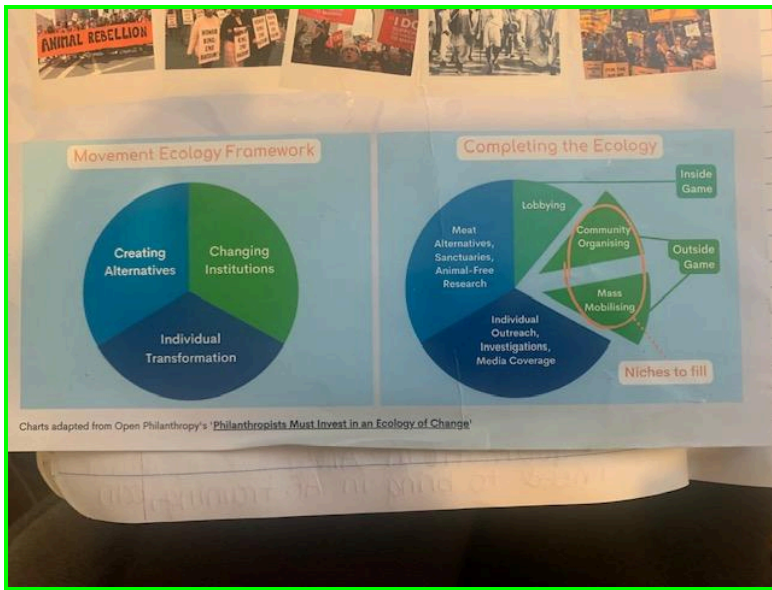 ANIMAL REBELLION
"I DO
Movement Ecology Framework
Creating
Alternatives
Changing
Institutions
Individual
Transformation
Completing the Ecology
Inside
Game
Lobbying
Meat
Alternatives,
Sanctuaries,
Animal-Free
Research
Community
Organising
Outside
Game
Mass
Mobilising
Individual
Outreach,
Investigations,
Media Coverage
Niches to fill
Charts adapted from Open Philanthropy's 'Philanthropists Must Invest in an Ecology of Change'